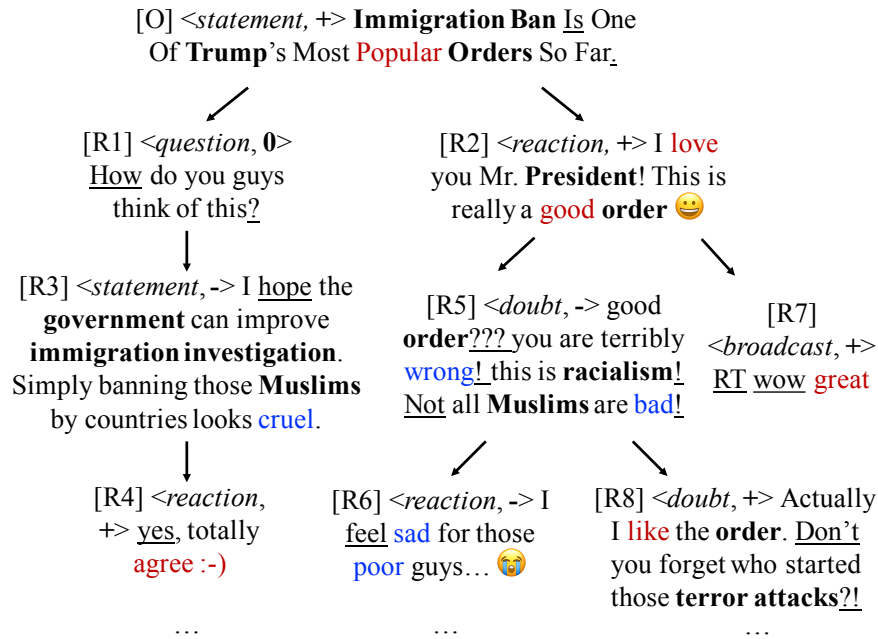 [O] <statement, +> Immigration Ban Is One
Of Trump's Most Popular Orders So Far.
[R1] <question, 0>
How do you guys
think of this?
[R2] <reaction, +> I love
you Mr. President! This is
really a good order 😀
[R3] <statement, -> I hope the
government can improve
immigration investigation.
Simply banning those Muslims
by countries looks cruel.
[R5] <doubt, -> good
order??? you are terribly
wrong! this is racialism!
Not all Muslims are bad!
[R7]
<broadcast, +>
RT wow great
[R4] <reaction,
+> yes, totally
agree :-)
[R6] <reaction, -> I
feel sad for those
poor guys… 😭
[R8] <doubt, +> Actually
I like the order. Don't
you forget who started
those terror attacks?!
…
…
…